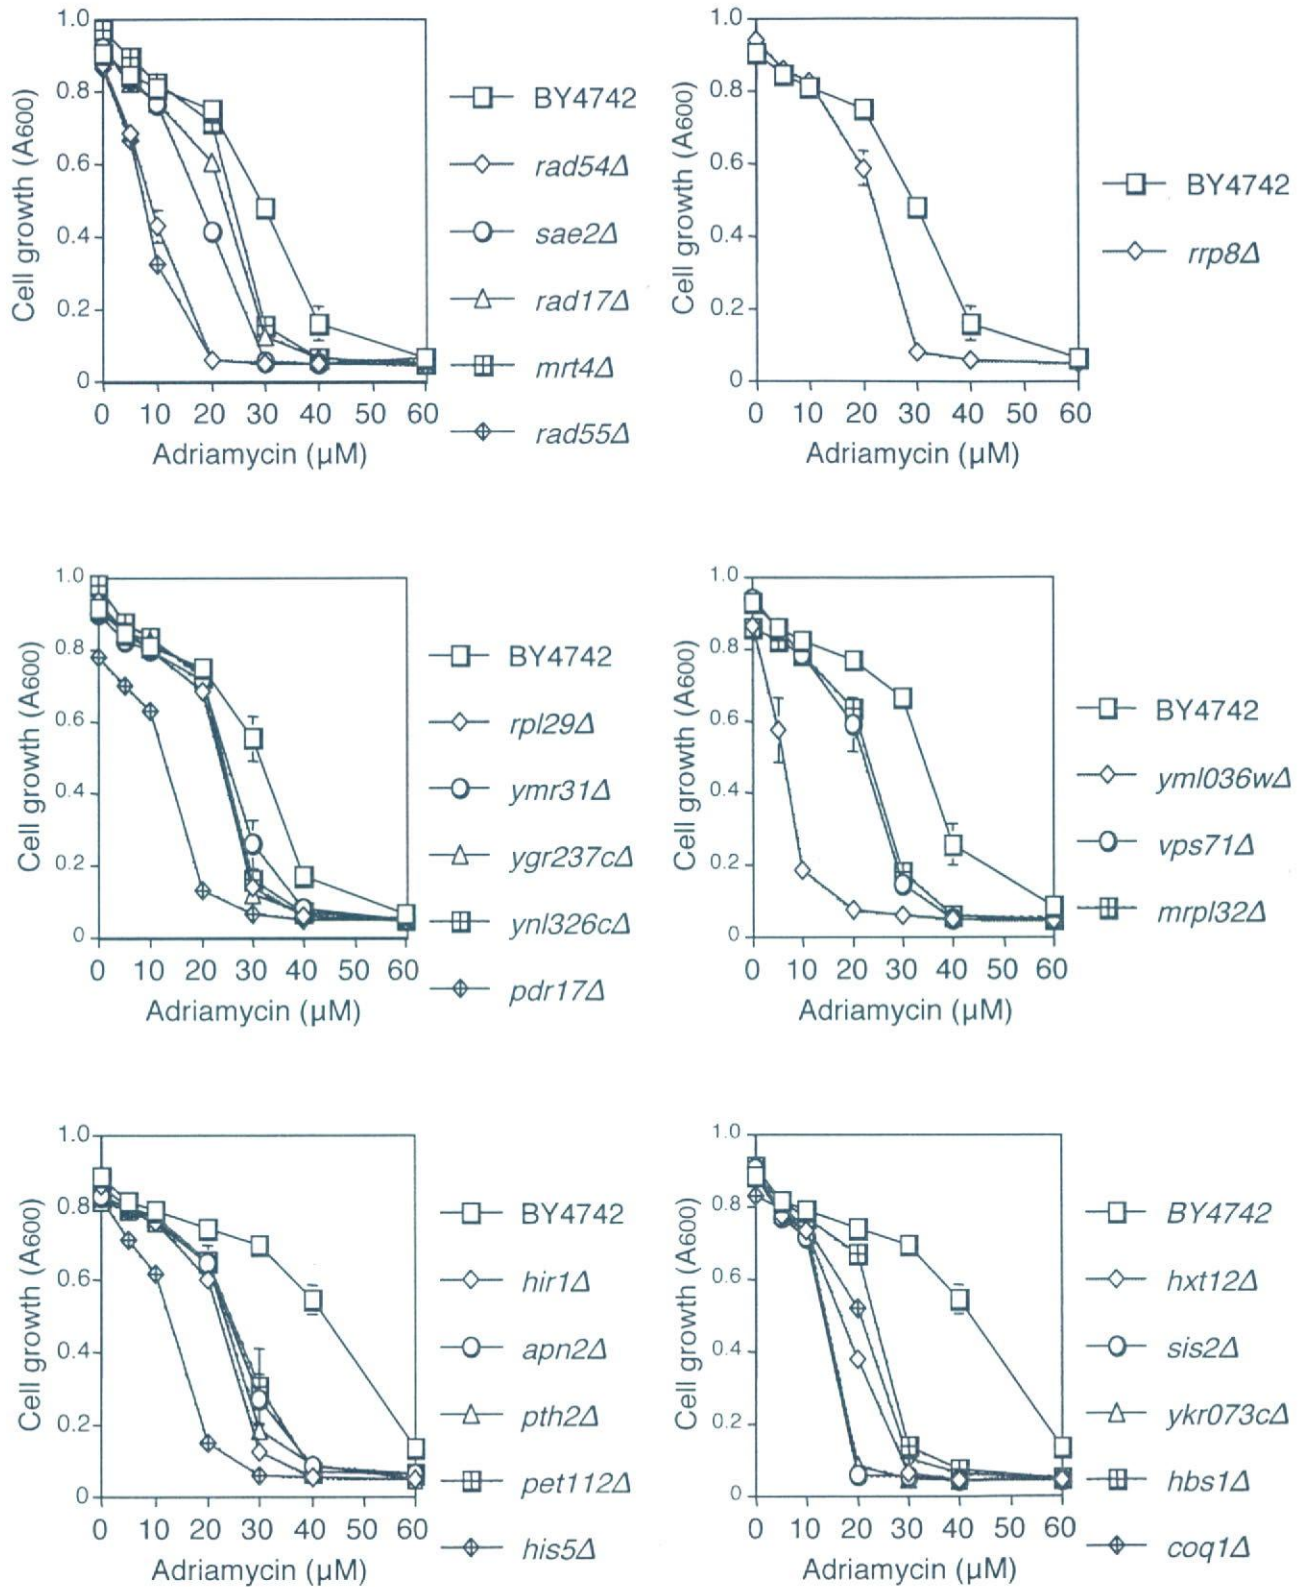 1.0
0.8
0.6
0.4
0.2
0
Cell growth (A600)
0 10 20 30 40 50 60
Adriamycin (µM)
BY4742
rad54Δ
sae2Δ
rad17Δ
mrt4Δ
rad55Δ
1.0
0.8
0.6
0.4
0.2
0
Cell growth (A600)
0 10 20 30 40 60
Adriamycin (µM)
BY4742
rrp8Δ
1.0
0.8
0.6
0.4
0.2
0
Cell growth (A600)
0 10 20 30 40 50 60
Adriamycin (µM)
BY4742
rpl29Δ
ymr31Δ
ygr237cΔ
ynl326cΔ
pdr17Δ
1.0
0.8
0.6
0.4
0.2
0
Cell growth (A600)
0 10 20 30 40 50 60
Adriamycin (µM)
BY4742
yml036wΔ
vps71Δ
mrpl32Δ
1.0
0.8
0.6
0.4
0.2
0
Cell growth (A600)
0 10 20 30 40 50 60
Adriamycin (µM)
BY4742
hir1Δ
apn2Δ
pth2Δ
pet112Δ
his5Δ
1.0
0.8
0.6
0.4
0.2
0
Cell growth (A600)
0 10 20 30 40 50 60
Adriamycin (µM)
BY4742
hxt12Δ
sis2Δ
ykr073cΔ
hbs1Δ
coq1Δ